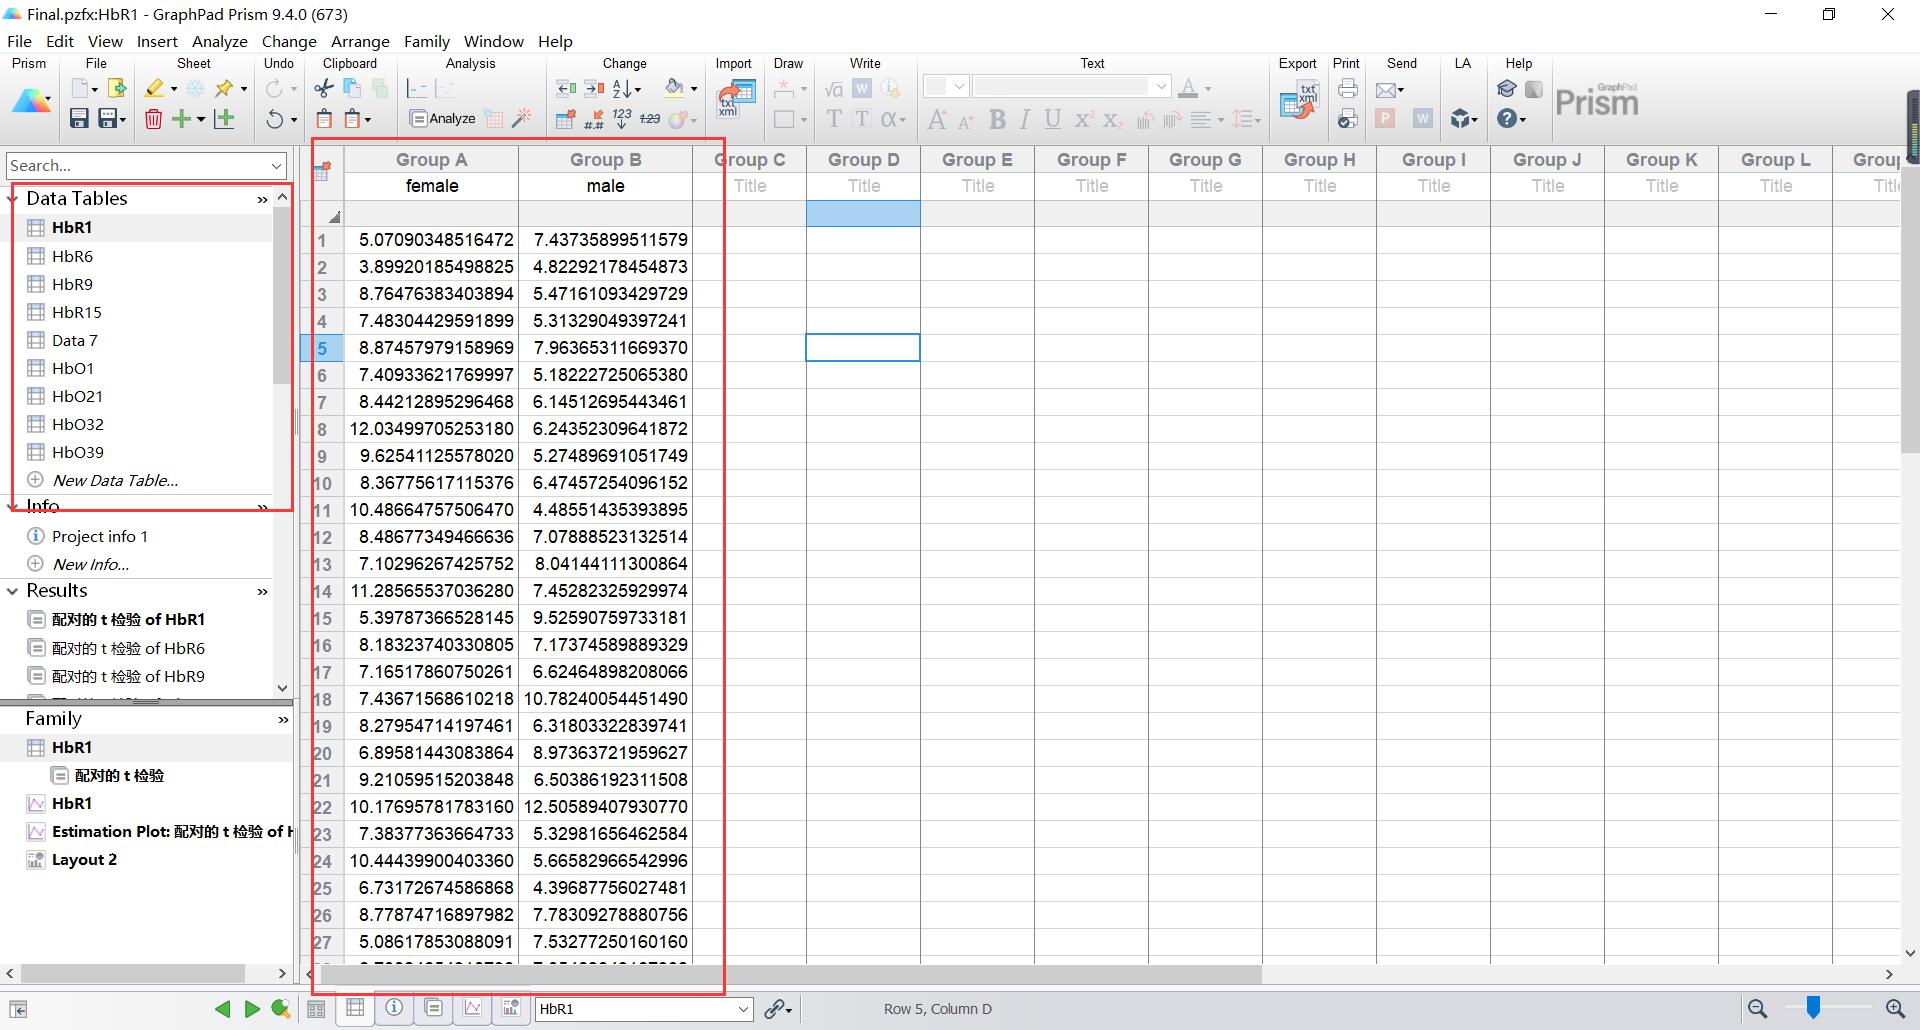 Final.pzfx:HbR1 - GraphPad Prism 9.4.0 (673)
File Edit View Insert Analyze Change Arrange Family Window Help
Prism File Sheet Undo Clipboard Analysis Change Import Draw Write Text Export Print Send LA Help
Analyze
GraphPad
Prism
Search...
Data Tables
HbR1
HbR6
HbR9
HbR15
Data 7
HbO1
HbO21
HbO32
HbO39
New Data Table...
Info
Project info 1
New Info...
Results
配对的 t 检验 of HbR1
配对的 t 检验 of HbR6
配对的 t 检验 of HbR9
Family
HbR1
配对的 t 检验
HbR1
Estimation Plot: 配对的 t 检验 of H
Layout 2
Group A Group B Group C Group D Group E Group F Group G Group H Group I Group J Group K Group L Group
female male Title Title Title Title Title Title Title Title Title Title Title
1 5.07090348516472 7.43735899511579
2 3.89920185498825 4.82292178454873
3 8.76476383403894 5.47161093429729
4 7.48304429591899 5.31329049397241
5 8.87457979158969 7.96365311669370
6 7.40933621769997 5.18222725065380
7 8.44212895296468 6.14512695443461
8 12.03499705253180 6.24352309641872
9 9.62541125578020 5.27489691051749
10 8.36775617115376 6.47457254096152
11 10.48664757506470 4.48551435393895
12 8.48677349466636 7.07888523132514
13 7.10296267425752 8.04144111300864
14 11.28565537036280 7.45282325929974
15 5.39787366528145 9.52590759733181
16 8.18323740330805 7.17374589889329
17 7.16517860750261 6.62464898208066
18 7.43671568610218 10.78240054451490
19 8.27954714197461 6.31803322839741
20 6.89581443083864 8.97363721959627
21 9.21059515203848 6.50386192311508
22 10.17695781783160 12.50589407930770
23 7.38377363664733 5.32981656462584
24 10.44439900403360 5.66582966542996
25 6.73172674586868 4.39687756027481
26 8.77874716897982 7.78309278880756
27 5.08617853088091 7.53277250160160
HbR1
Row 5, Column D